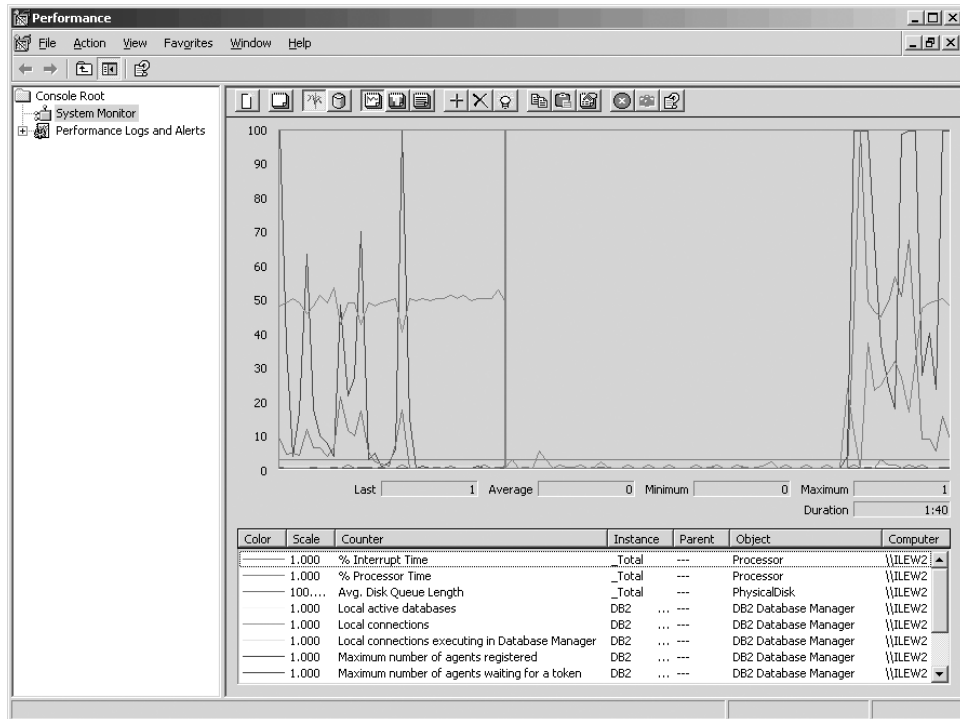 Performance
File Action View Favorites Window Help
Console Root
System Monitor
Performance Logs and Alerts
100
90
80
70
60
50
40
30
20
10
0
Last 1 Average 0 Minimum 0 Maximum 1
Duration 1:40
Color Scale Counter Instance Parent Object Computer
1.000 % Interrupt Time _Total --- Processor \\ILEW2
1.000 % Processor Time _Total --- Processor \\ILEW2
100.... Avg. Disk Queue Length _Total --- PhysicalDisk \\ILEW2
1.000 Local active databases DB2 ... --- DB2 Database Manager \\ILEW2
1.000 Local connections DB2 ... --- DB2 Database Manager \\ILEW2
1.000 Local connections executing in Database Manager DB2 ... --- DB2 Database Manager \\ILEW2
1.000 Maximum number of agents registered DB2 ... --- DB2 Database Manager \\ILEW2
1.000 Maximum number of agents waiting for a token DB2 ... --- DB2 Database Manager \\ILEW2